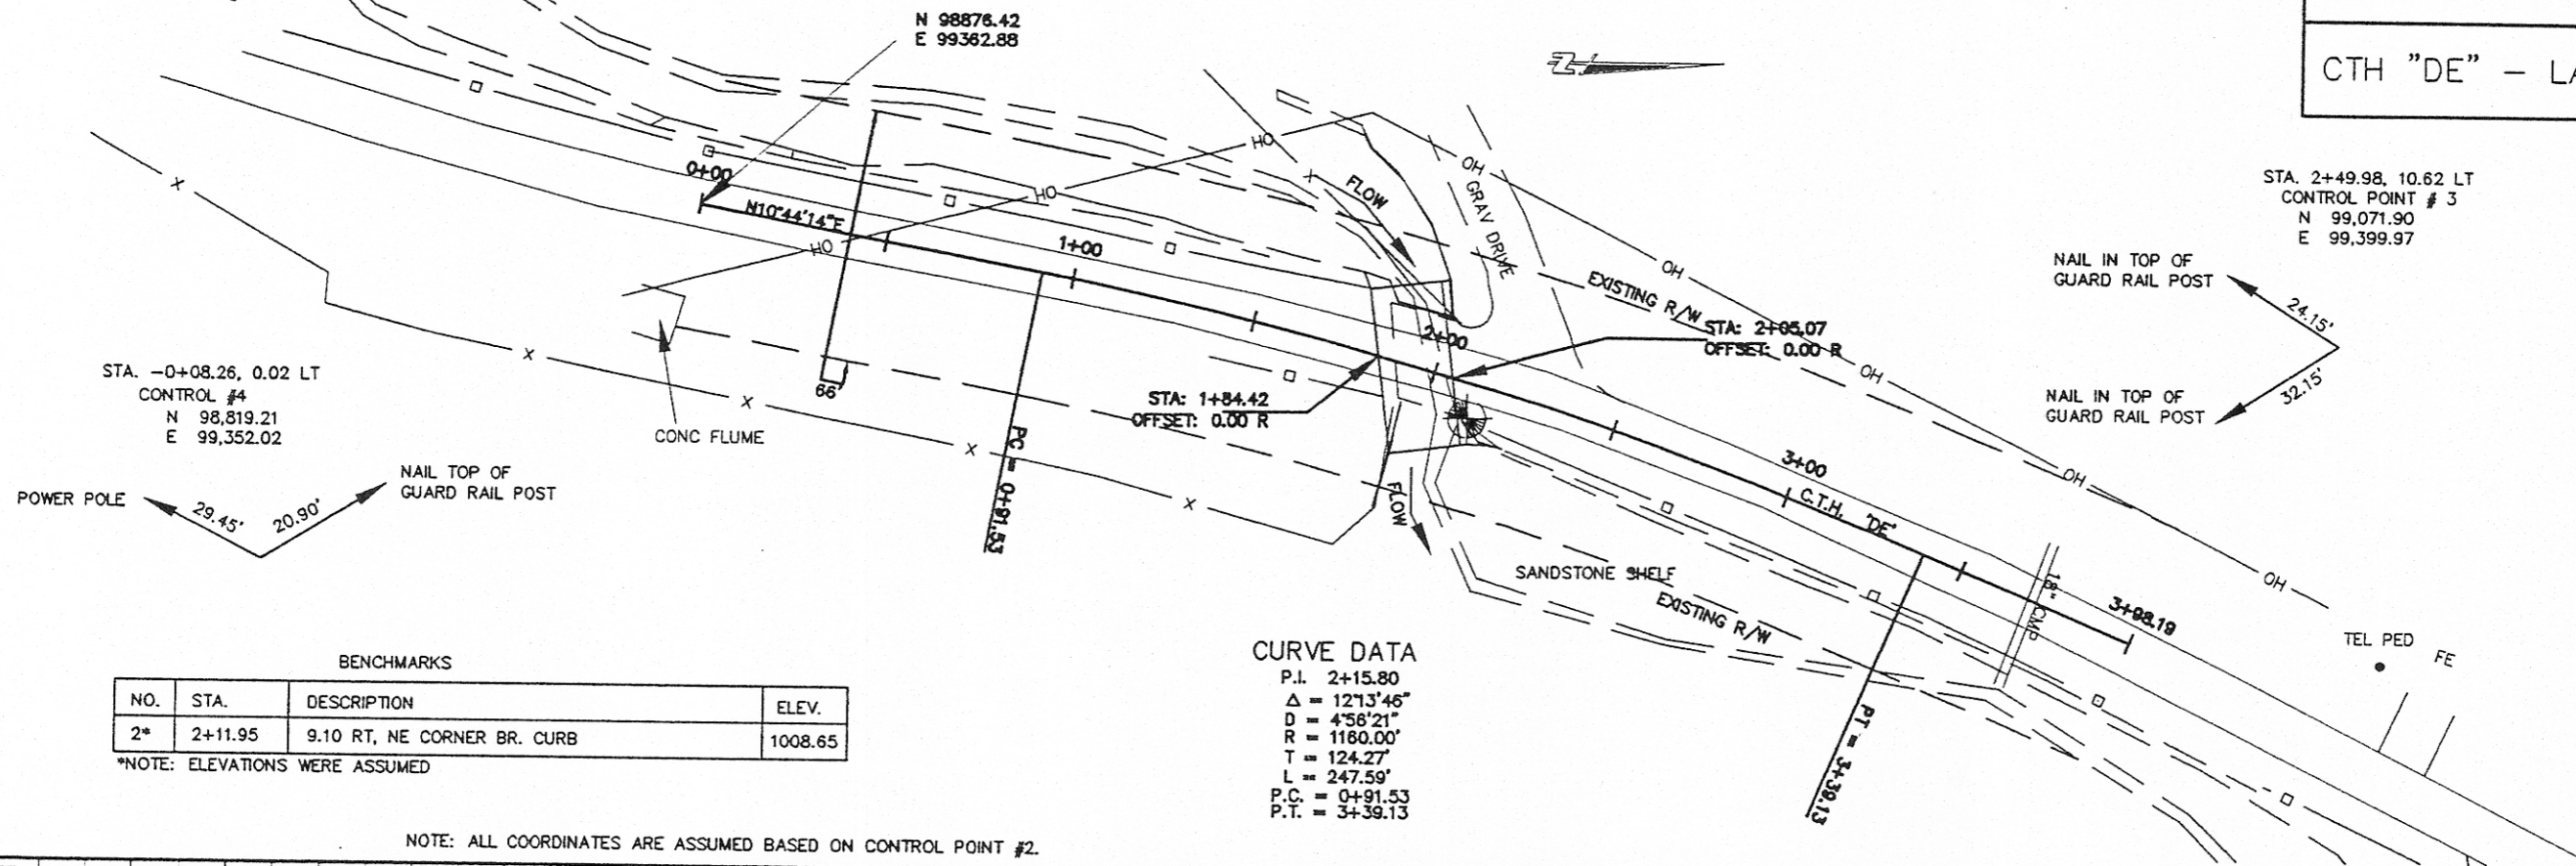 N 98876.42
E 99362.88
CTH "DE" – LA
STA. 2+49.98, 10.62 LT
CONTROL POINT # 3
N 99,071.90
E 99,399.97
NAIL IN TOP OF
GUARD RAIL POST
24.15'
NAIL IN TOP OF
GUARD RAIL POST
32.15'
0+00
N10°44'14"E
HO
HO
HO
1+00
X
X
X
X
X
X
66'
FLOW
GRAV DRIVE
OH
OH
OH
OH
OH
EXISTING R/W
STA: 2+05.07
OFFSET: 0.00 R
2+00
STA: 1+84.42
OFFSET: 0.00 R
STA. -0+08.26, 0.02 LT
CONTROL #4
N 98,819.21
E 99,352.02
POWER POLE
29.45'
20.90'
NAIL TOP OF
GUARD RAIL POST
CONC FLUME
PC = 0+91.53
FLOW
3+00
C.T.H. "DE"
SANDSTONE SHELF
EXISTING R/W
18" CMP
3+98.19
TEL PED
FE
PT = 3+39.13
BENCHMARKS
NO. STA. DESCRIPTION ELEV.
2* 2+11.95 9.10 RT, NE CORNER BR. CURB 1008.65
*NOTE: ELEVATIONS WERE ASSUMED
CURVE DATA
P.I. 2+15.80
Δ = 12°13'46"
D = 4°56'21"
R = 1160.00'
T = 124.27'
L = 247.59'
P.C. = 0+91.53
P.T. = 3+39.13
NOTE: ALL COORDINATES ARE ASSUMED BASED ON CONTROL POINT #2.